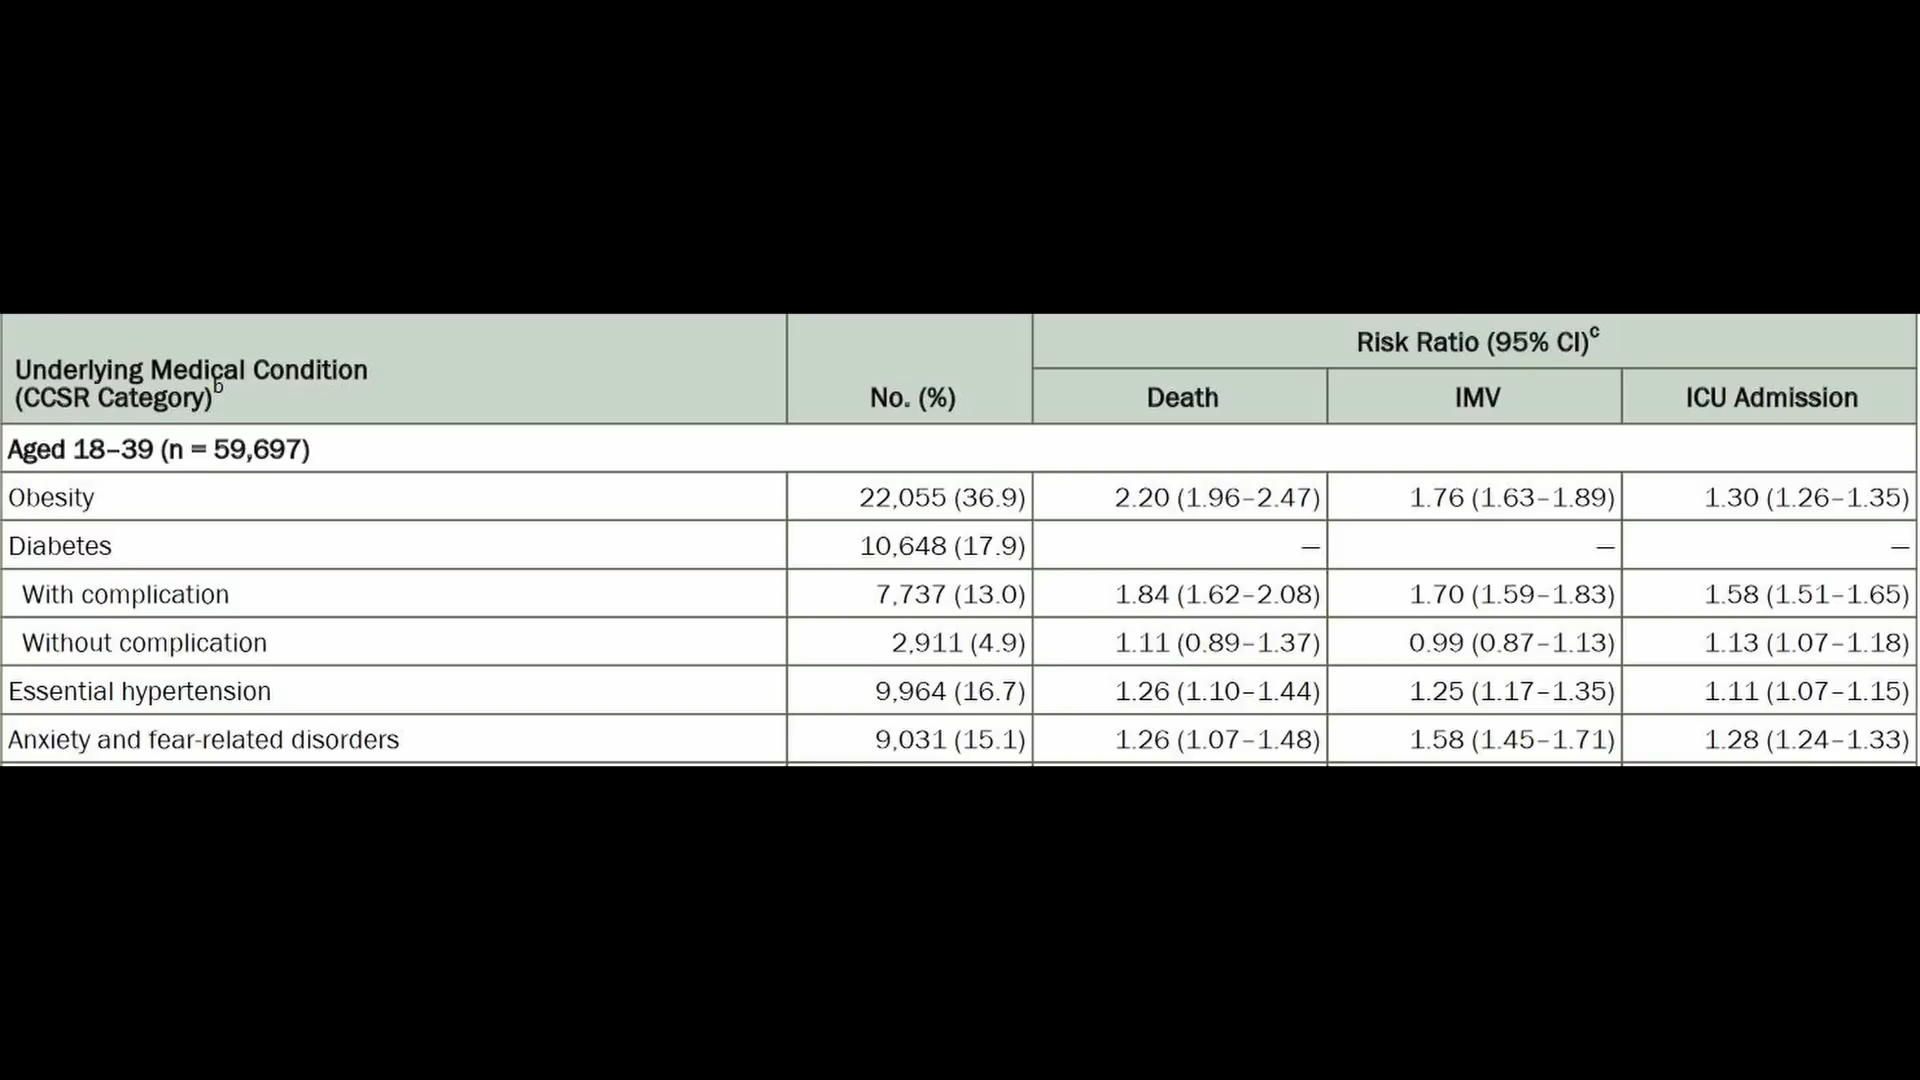 Underlying Medical Condition
(CCSR Category)b
No. (%)
Risk Ratio (95% CI)c
Death IMV ICU Admission
Aged 18–39 (n = 59,697)
Obesity 22,055 (36.9) 2.20 (1.96–2.47) 1.76 (1.63–1.89) 1.30 (1.26–1.35)
Diabetes 10,648 (17.9) — — —
With complication 7,737 (13.0) 1.84 (1.62–2.08) 1.70 (1.59–1.83) 1.58 (1.51–1.65)
Without complication 2,911 (4.9) 1.11 (0.89–1.37) 0.99 (0.87–1.13) 1.13 (1.07–1.18)
Essential hypertension 9,964 (16.7) 1.26 (1.10–1.44) 1.25 (1.17–1.35) 1.11 (1.07–1.15)
Anxiety and fear-related disorders 9,031 (15.1) 1.26 (1.07–1.48) 1.58 (1.45–1.71) 1.28 (1.24–1.33)